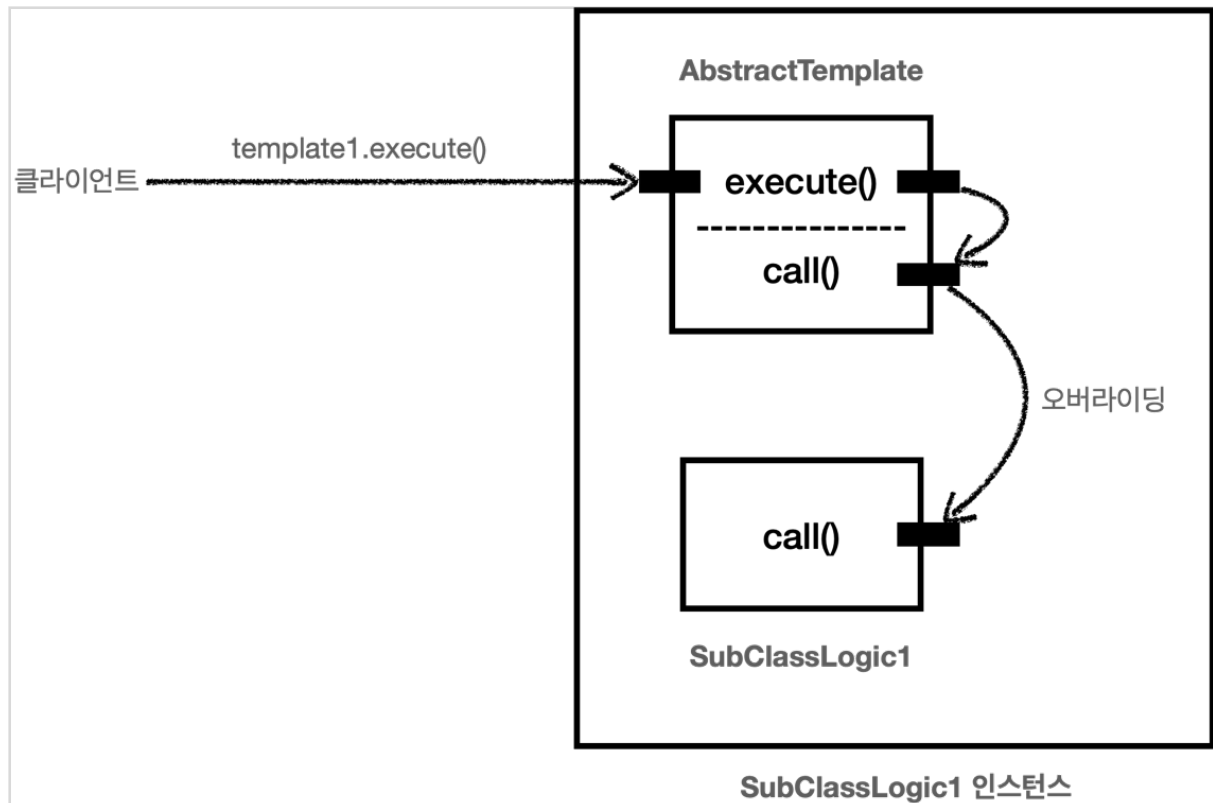 AbstractTemplate
template1.execute()
클라이언트
execute()
call()
오버라이딩
call()
SubClassLogic1
SubClassLogic1 인스턴스